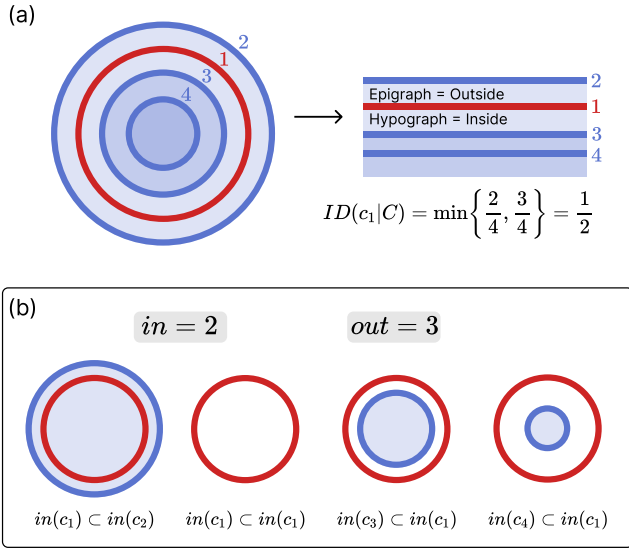 (a)
2
1
3
4
Epigraph = Outside
Hypograph = Inside
2
1
3
4
ID(c₁|C) = min{2/4, 3/4} = 1/2
(b)
in = 2
out = 3
in(c₁) ⊂ in(c₂)
in(c₁) ⊂ in(c₁)
in(c₃) ⊂ in(c₁)
in(c₄) ⊂ in(c₁)